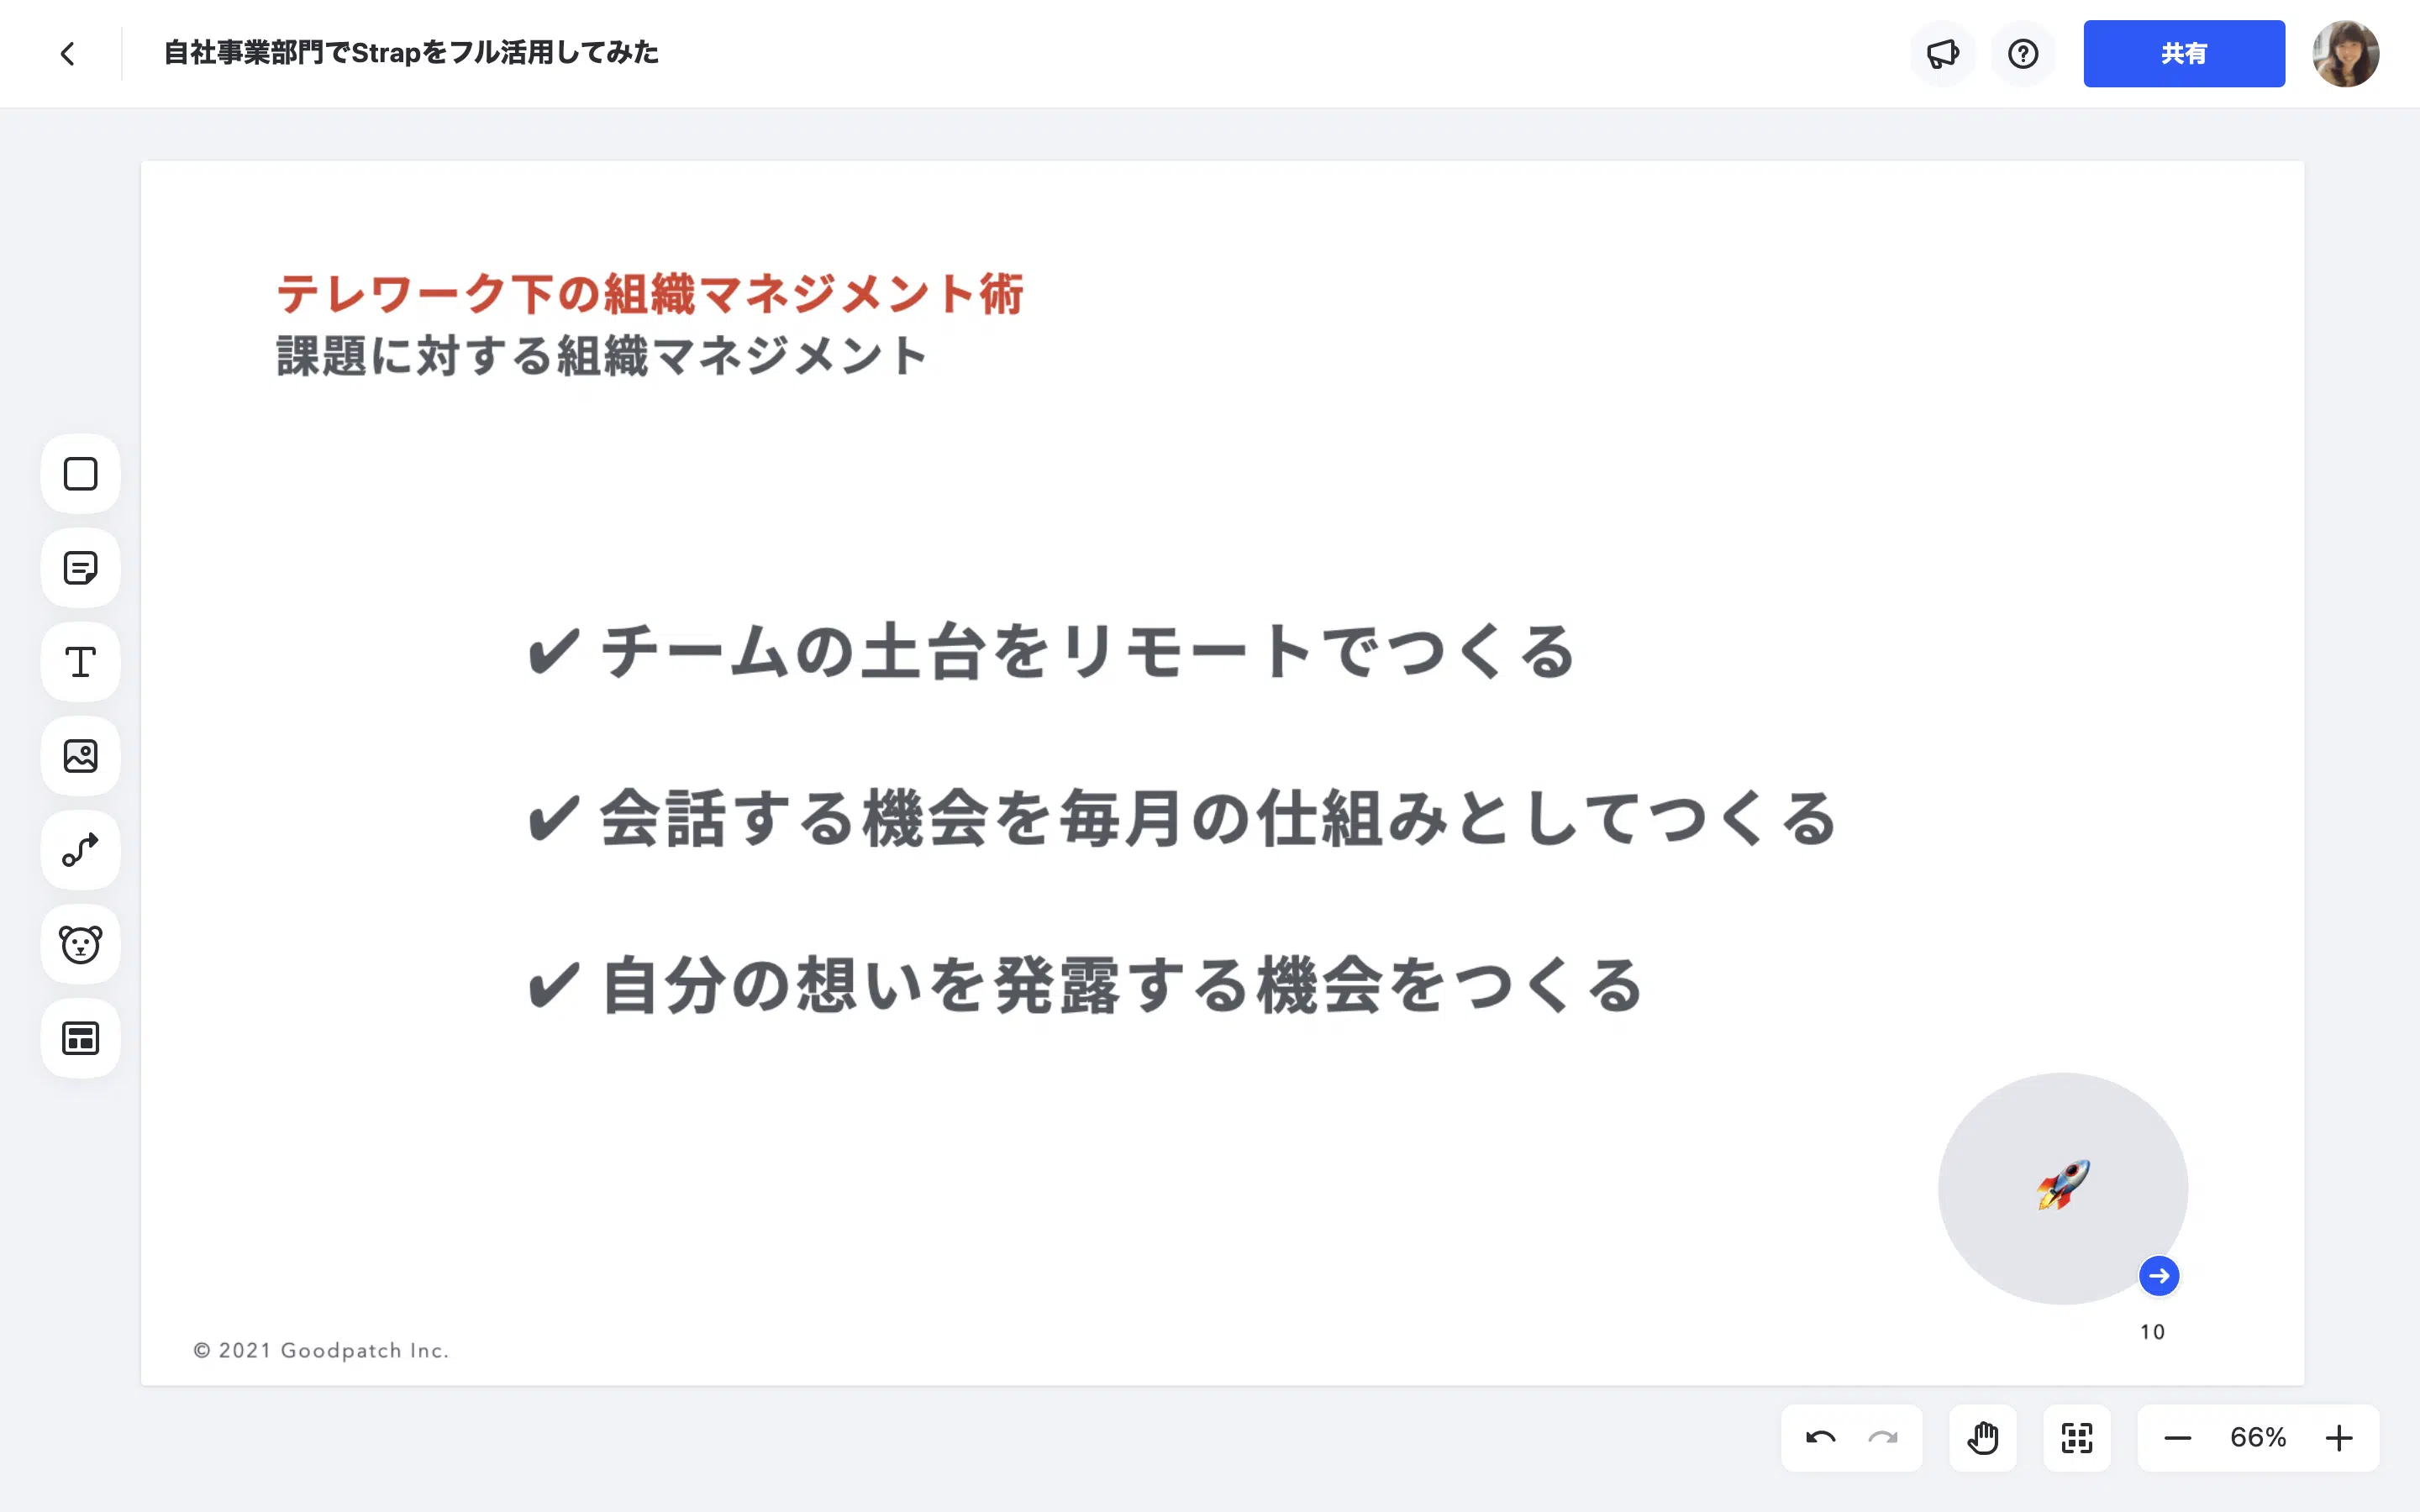 自社事業部門でStrapをフル活用してみた
共有
テレワーク下の組織マネジメント術
課題に対する組織マネジメント
✔ チームの土台をリモートでつくる
✔ 会話する機会を毎月の仕組みとしてつくる
✔ 自分の想いを発露する機会をつくる
10
© 2021 Goodpatch Inc.
66%